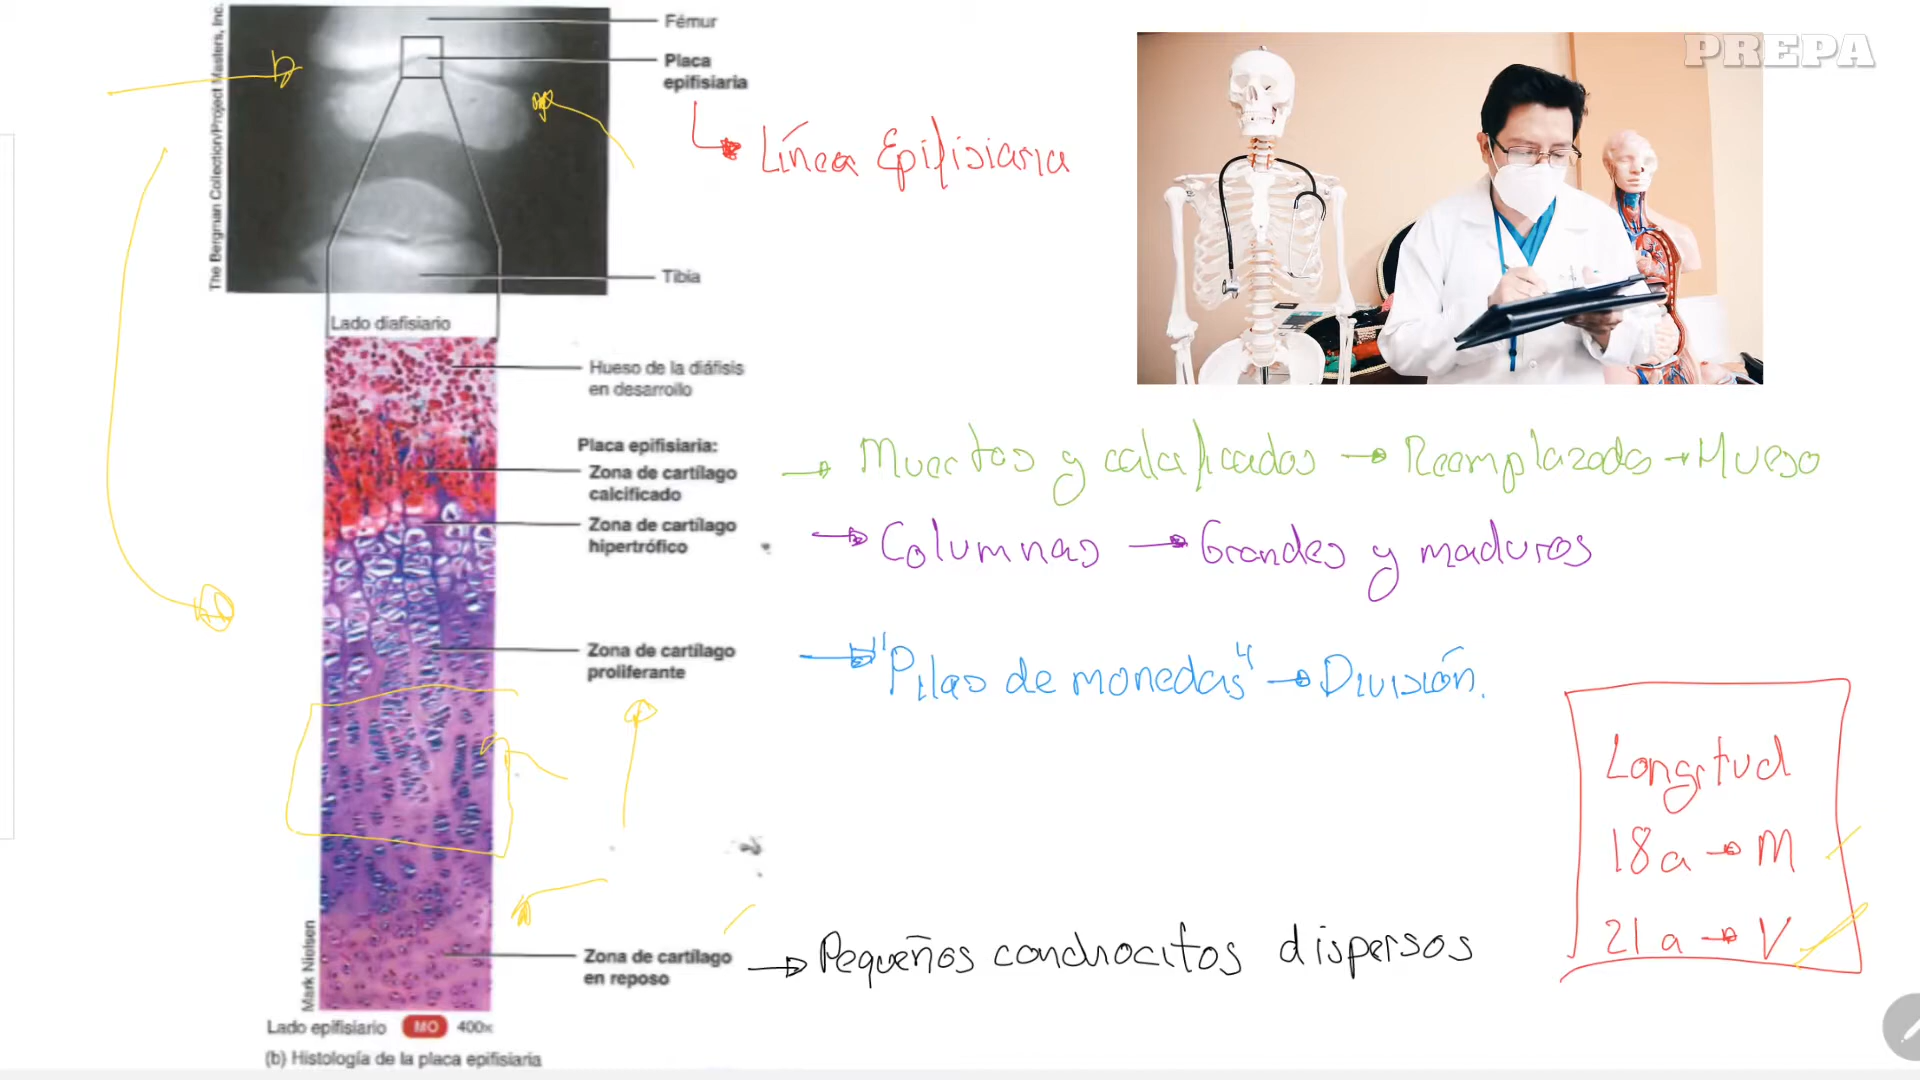 PREPA
The Bergman Collection/Project Masters, Inc.
Fémur
Placa
epifisiaria
Línea Epifisiaria
Tibia
Lado diafisiario
Hueso de la diáfisis
en desarrollo
Placa epifisiaria:
Zona de cartílago
calcificado
Muertos y calcificados → Reemplazado → Hueso
Zona de cartílago
hipertrófico
Columnas → Grandes y maduros
Zona de cartílago
proliferante
"Pilas de monedas" → División.
Longitud
18a → M
21a → V
Zona de cartílago
en reposo
Pequeños condrocitos dispersos
Mark Nielsen
Lado epifisiario MO 400x
(b) Histología de la placa epifisiaria